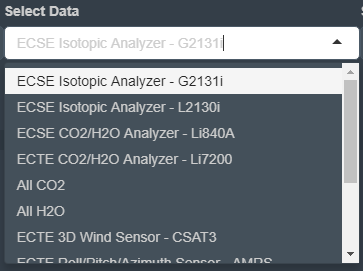 Select Data
ECSE Isotopic Analyzer - G2131i
ECSE Isotopic Analyzer - G2131i
ECSE Isotopic Analyzer - L2130i
ECSE CO2/H2O Analyzer - Li840A
ECTE CO2/H2O Analyzer - Li7200
All CO2
All H2O
ECTE 3D Wind Sensor - CSAT3
ECTE Roll/Pitch/Azimuth Sensor - AMRS